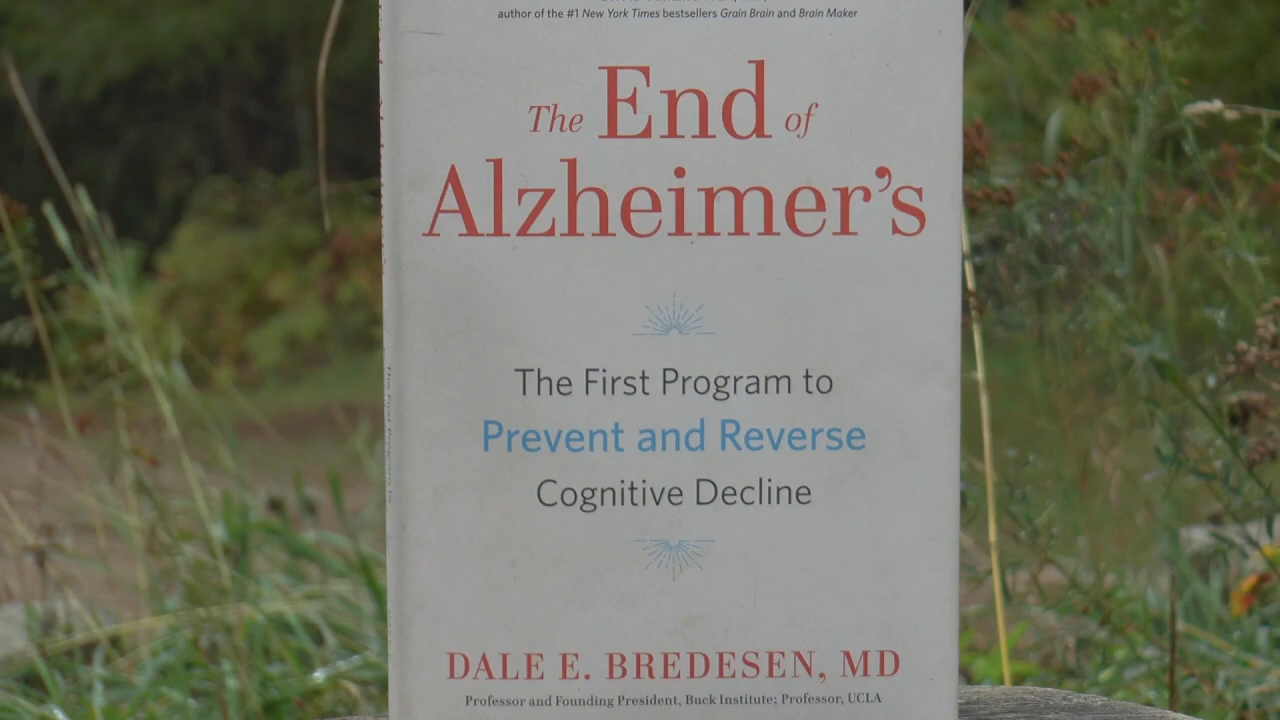 author of the #1 New York Times bestsellers Grain Brain and Brain Maker
The End of
Alzheimer's
The First Program to
Prevent and Reverse
Cognitive Decline
DALE E. BREDESEN, MD
Professor and Founding President, Buck Institute; Professor, UCLA